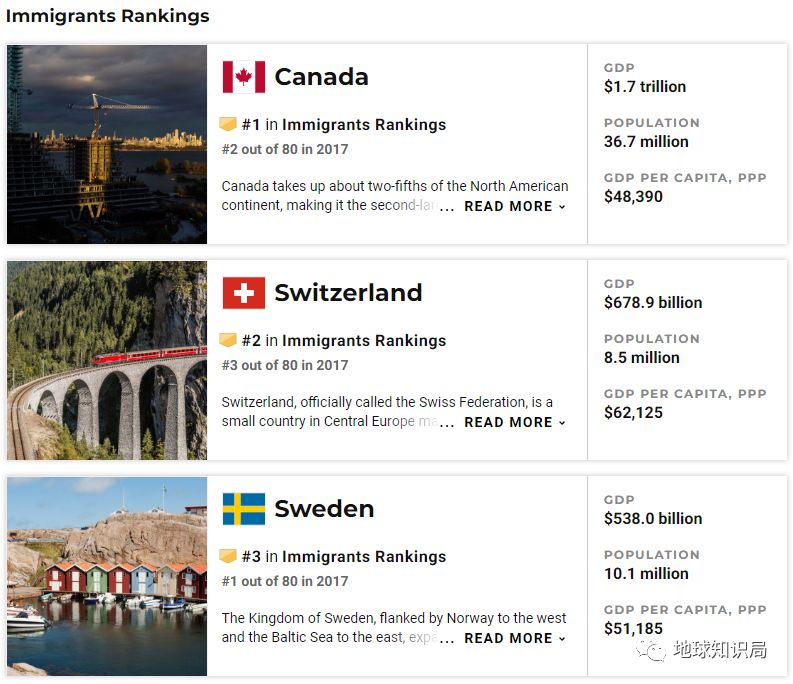 Immigrants Rankings
Canada
#1 in Immigrants Rankings
#2 out of 80 in 2017
Canada takes up about two-fifths of the North American
continent, making it the second-lar... READ MORE
GDP
$1.7 trillion
POPULATION
36.7 million
GDP PER CAPITA, PPP
$48,390
Switzerland
#2 in Immigrants Rankings
#3 out of 80 in 2017
Switzerland, officially called the Swiss Federation, is a
small country in Central Europe ma... READ MORE
GDP
$678.9 billion
POPULATION
8.5 million
GDP PER CAPITA, PPP
$62,125
Sweden
#3 in Immigrants Rankings
#1 out of 80 in 2017
The Kingdom of Sweden, flanked by Norway to the west
and the Baltic Sea to the east, expa... READ MORE
GDP
$538.0 billion
POPULATION
10.1 million
GDP PER CAPITA, PPP
$51,185
地球知识局